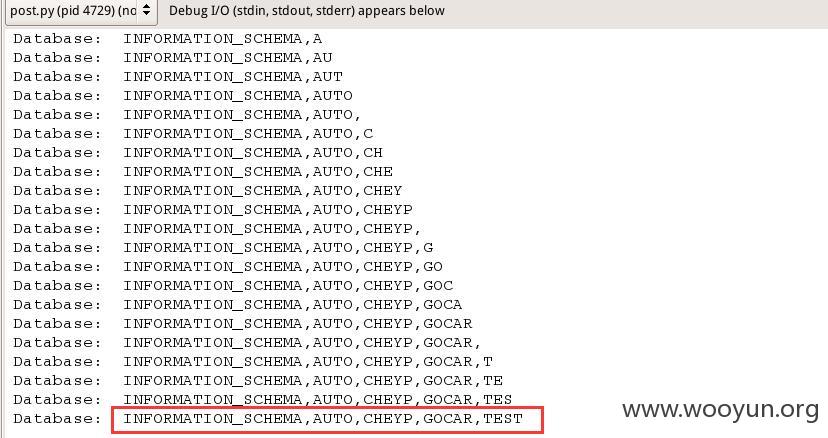 post.py (pid 4729) (no Debug I/O (stdin, stdout, stderr) appears below
Database: INFORMATION_SCHEMA,A
Database: INFORMATION_SCHEMA,AU
Database: INFORMATION_SCHEMA,AUT
Database: INFORMATION_SCHEMA,AUTO
Database: INFORMATION_SCHEMA,AUTO,
Database: INFORMATION_SCHEMA,AUTO,C
Database: INFORMATION_SCHEMA,AUTO,CH
Database: INFORMATION_SCHEMA,AUTO,CHE
Database: INFORMATION_SCHEMA,AUTO,CHEY
Database: INFORMATION_SCHEMA,AUTO,CHEYP
Database: INFORMATION_SCHEMA,AUTO,CHEYP,
Database: INFORMATION_SCHEMA,AUTO,CHEYP,G
Database: INFORMATION_SCHEMA,AUTO,CHEYP,GO
Database: INFORMATION_SCHEMA,AUTO,CHEYP,GOC
Database: INFORMATION_SCHEMA,AUTO,CHEYP,GOCA
Database: INFORMATION_SCHEMA,AUTO,CHEYP,GOCAR
Database: INFORMATION_SCHEMA,AUTO,CHEYP,GOCAR,
Database: INFORMATION_SCHEMA,AUTO,CHEYP,GOCAR,T
Database: INFORMATION_SCHEMA,AUTO,CHEYP,GOCAR,TE
Database: INFORMATION_SCHEMA,AUTO,CHEYP,GOCAR,TES
Database: INFORMATION_SCHEMA,AUTO,CHEYP,GOCAR,TEST
www.wooyun.org